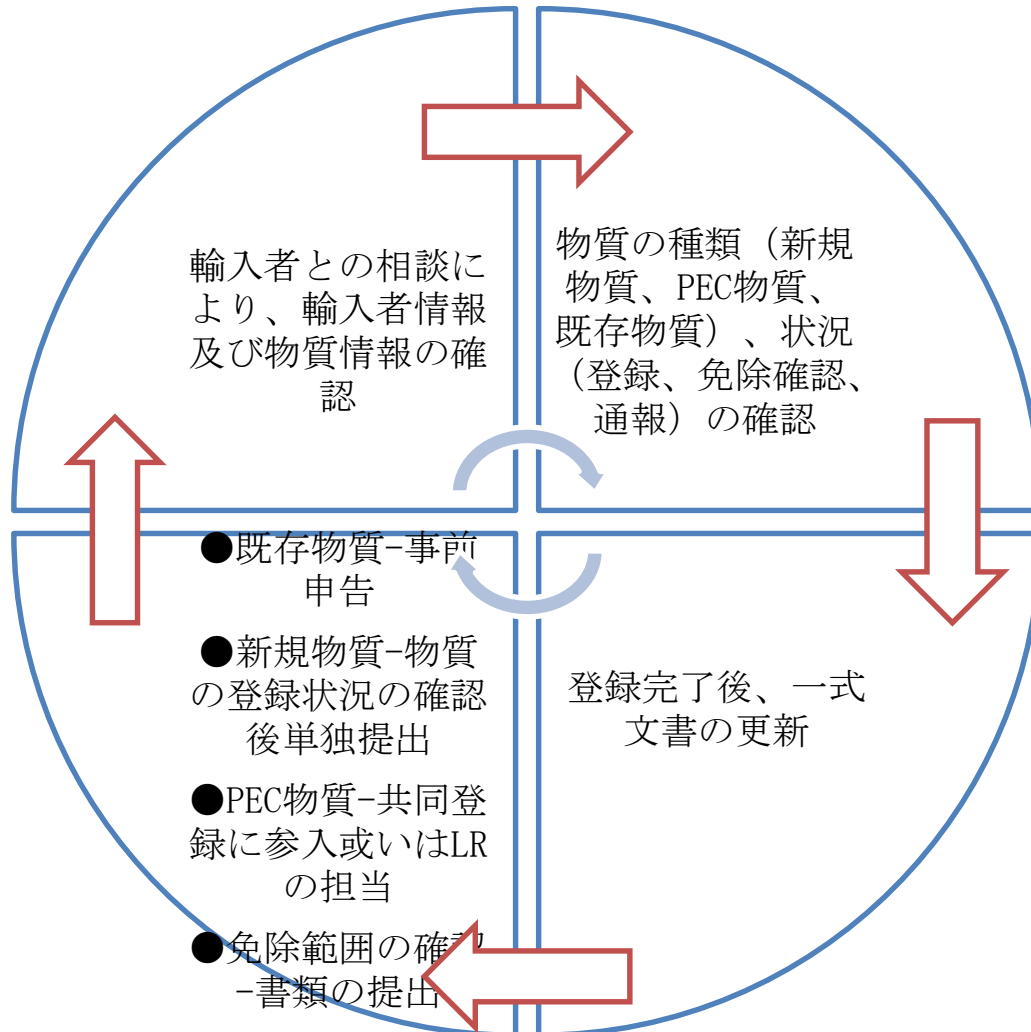 輸入者との相談に
より、輸入者情報
及び物質情報の確
認
物質の種類（新規
物質、PEC物質、
既存物質）、状況
（登録、免除確認、
通報）の確認
●既存物質-事前
申告
●新規物質-物質
の登録状況の確認
後単独提出
●PEC物質-共同登
録に参入或いはLR
の担当
●免除範囲の確認
-書類の提出
登録完了後、一式
文書の更新